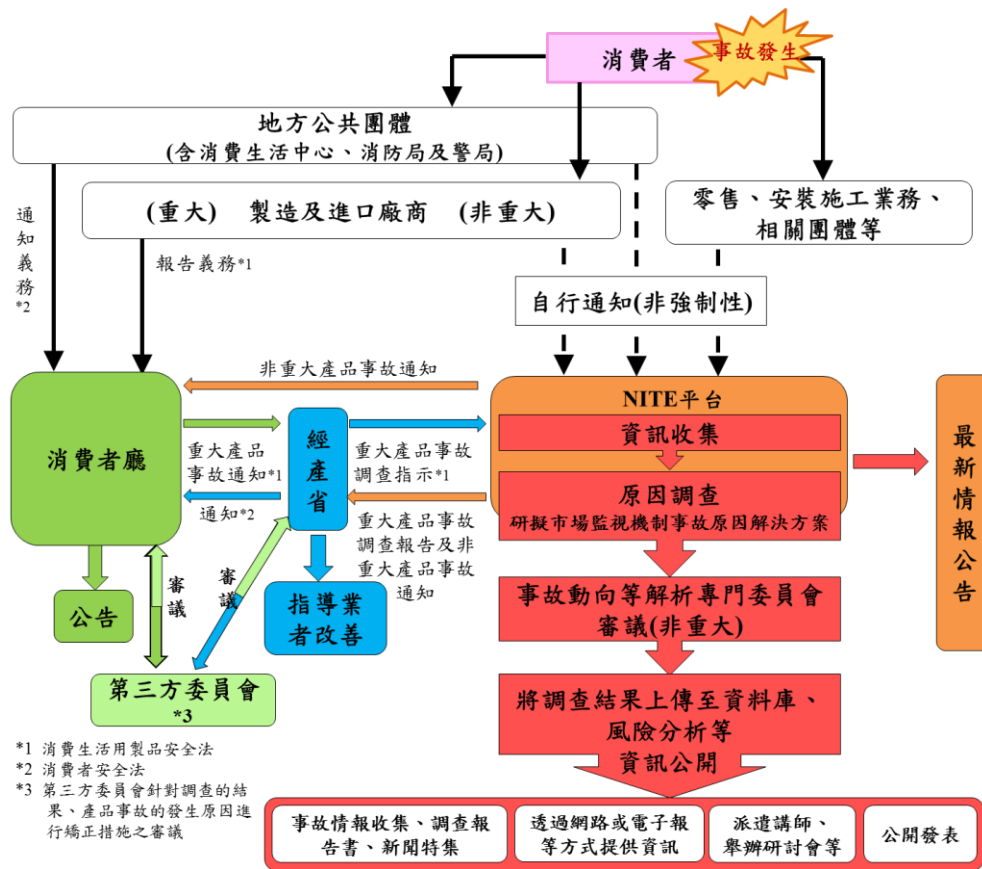 消費者
事故發生
地方公共團體
(含消費生活中心、消防局及警局)
(重大) 製造及進口廠商 (非重大)
零售、安裝施工業務、
相關團體等
通知義務*2
報告義務*1
自行通知(非強制性)
非重大產品事故通知
消費者廳
重大產品
事故通知*1
通知*2
經產省
重大產品事故
調查指示*1
重大產品事故
調查報告及非
重大產品事故
通知
NITE平台
資訊收集
原因調查
研擬市場監視機制事故原因解決方案
最新情報公告
公告
審議
審議
指導業
者改善
事故動向等解析專門委員會
審議(非重大)
第三方委員會
*3
將調查結果上傳至資料庫、
風險分析等
資訊公開
*1 消費生活用製品安全法
*2 消費者安全法
*3 第三方委員會針對調查的結
果、產品事故的發生原因進
行矯正措施之審議
事故情報收集、調查報
告書、新聞特集
透過網路或電子報
等方式提供資訊
派遣講師、
舉辦研討會等
公開發表